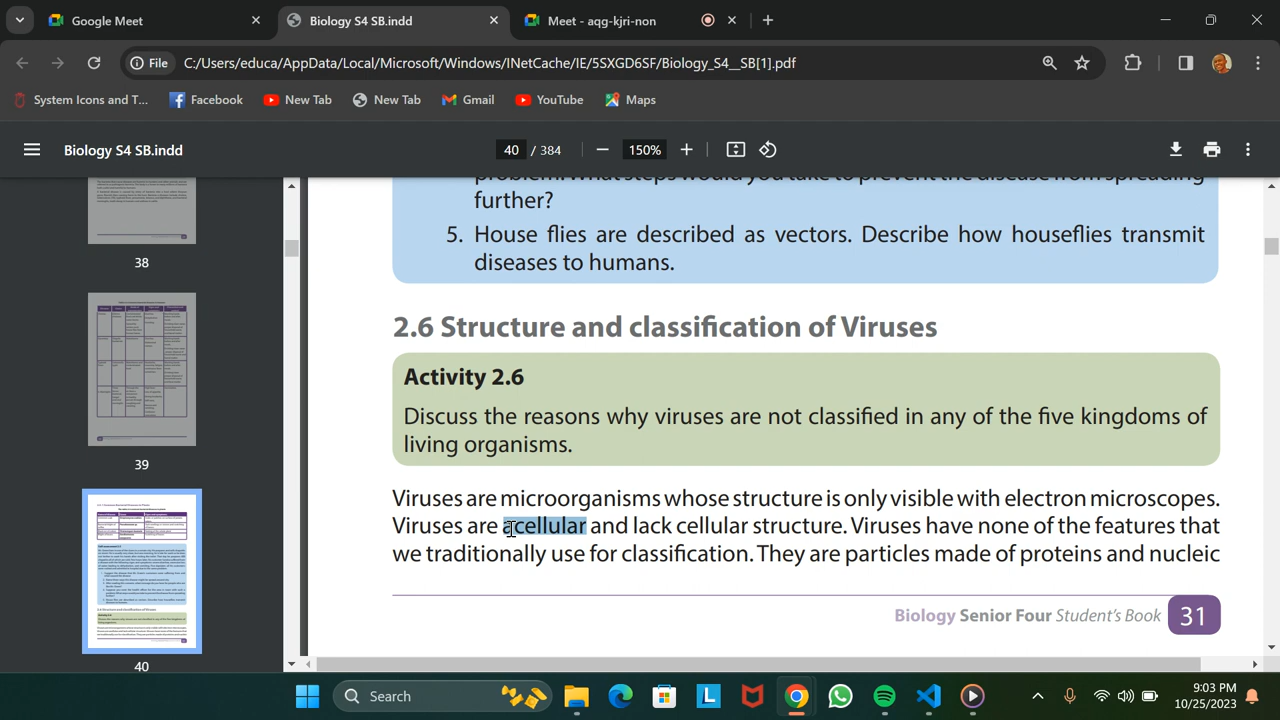 Google Meet
Biology S4 SB.indd
Meet - aqg-kjri-non
File
C:/Users/educa/AppData/Local/Microsoft/Windows/INetCache/IE/5SXGD6SF/Biology_S4__SB[1].pdf
System Icons and T...
Facebook
New Tab
New Tab
Gmail
YouTube
Maps
Biology S4 SB.indd
40 / 384
150%
38
39
40
further?
5. House flies are described as vectors. Describe how houseflies transmit
diseases to humans.
2.6 Structure and classification of Viruses
Activity 2.6
Discuss the reasons why viruses are not classified in any of the five kingdoms of
living organisms.
Viruses are microorganisms whose structure is only visible with electron microscopes.
Viruses are acellular and lack cellular structure. Viruses have none of the features that
we traditionally use for classification. They are particles made of proteins and nucleic
Biology Senior Four Student's Book 31
Search
9:03 PM
10/25/2023